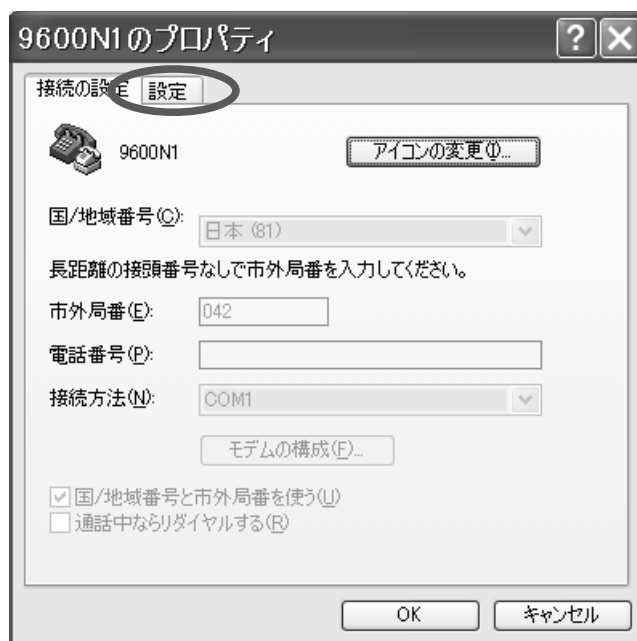 9600N1のプロパティ
接続の設定 設定
9600N1 アイコンの変更(I)...
国/地域番号(C): 日本 (81)
長距離の接頭番号なしで市外局番を入力してください。
市外局番(E): 042
電話番号(P):
接続方法(N): COM1
モデムの構成(F)...
国/地域番号と市外局番を使う(U)
通話中ならリダイヤルする(R)
OK キャンセル